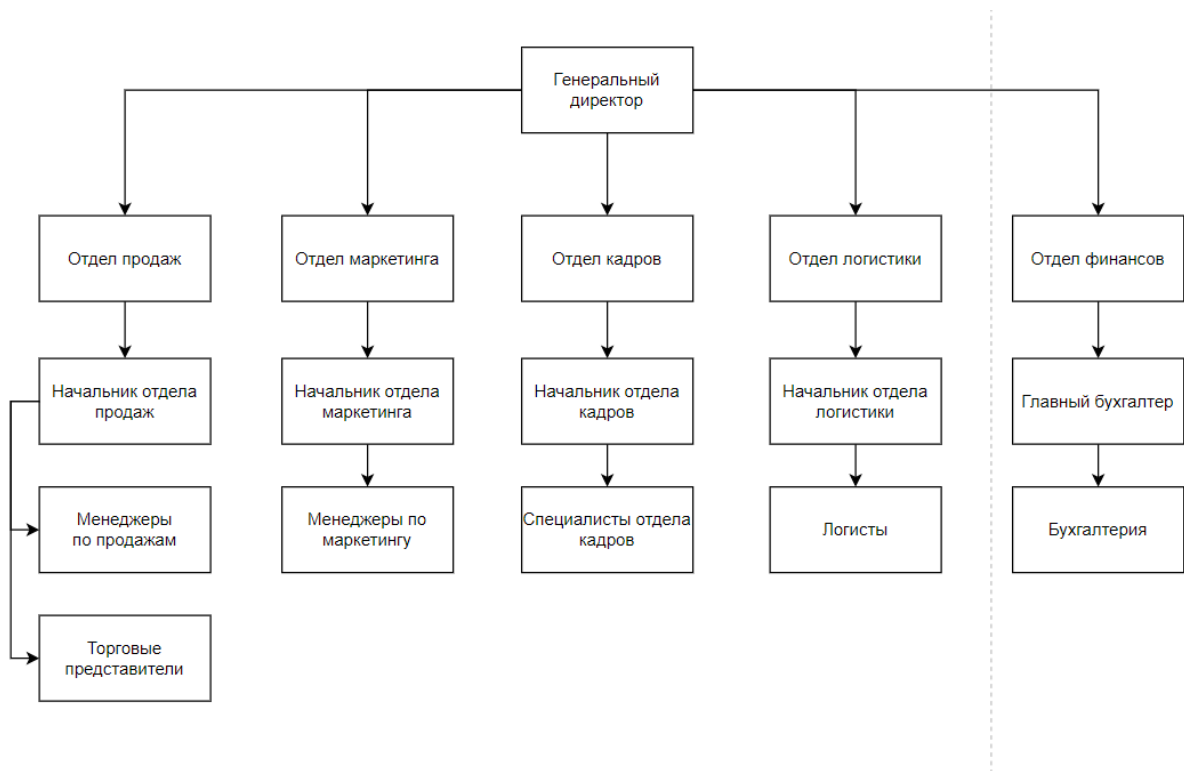 Генеральный
директор
Отдел продаж
Отдел маркетинга
Отдел кадров
Отдел логистики
Отдел финансов
Начальник отдела
продаж
Начальник отдела
маркетинга
Начальник отдела
кадров
Начальник отдела
логистики
Главный бухгалтер
Менеджеры
по продажам
Менеджеры по
маркетингу
Специалисты отдела
кадров
Логисты
Бухгалтерия
Торговые
представители